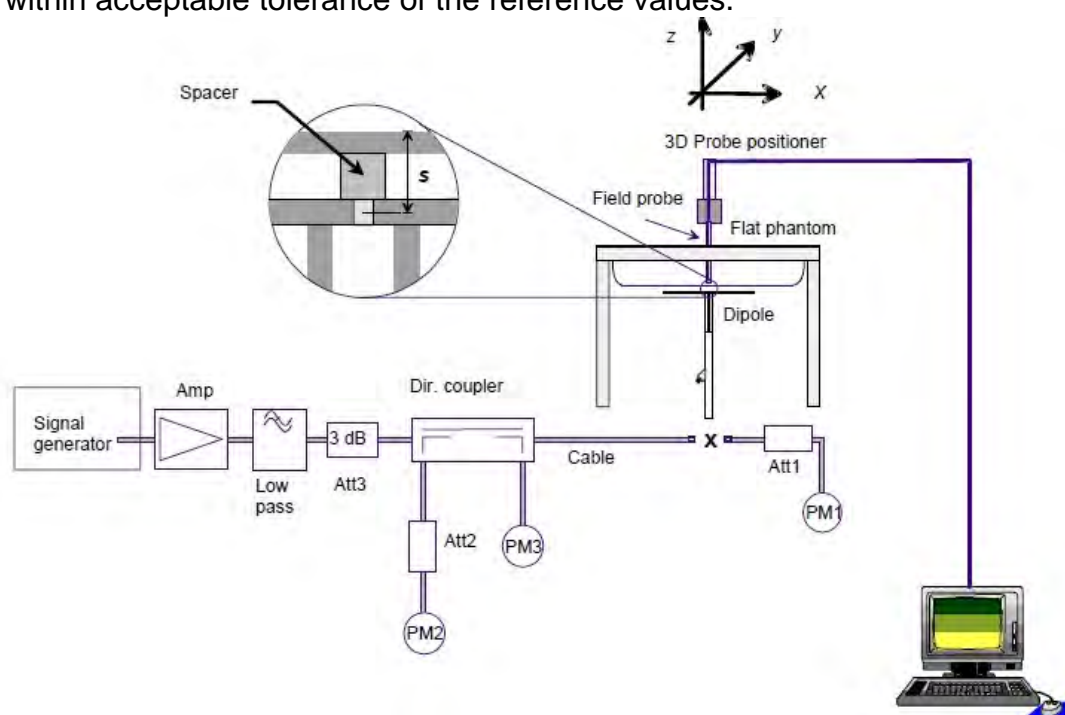 within acceptable tolerance of the reference values.
z
y
x
Spacer
s
3D Probe positioner
Field probe
Flat phantom
Dipole
Signal
generator
Amp
Low
pass
3 dB
Att3
Dir. coupler
Cable
x
Att1
PM1
Att2
PM3
PM2